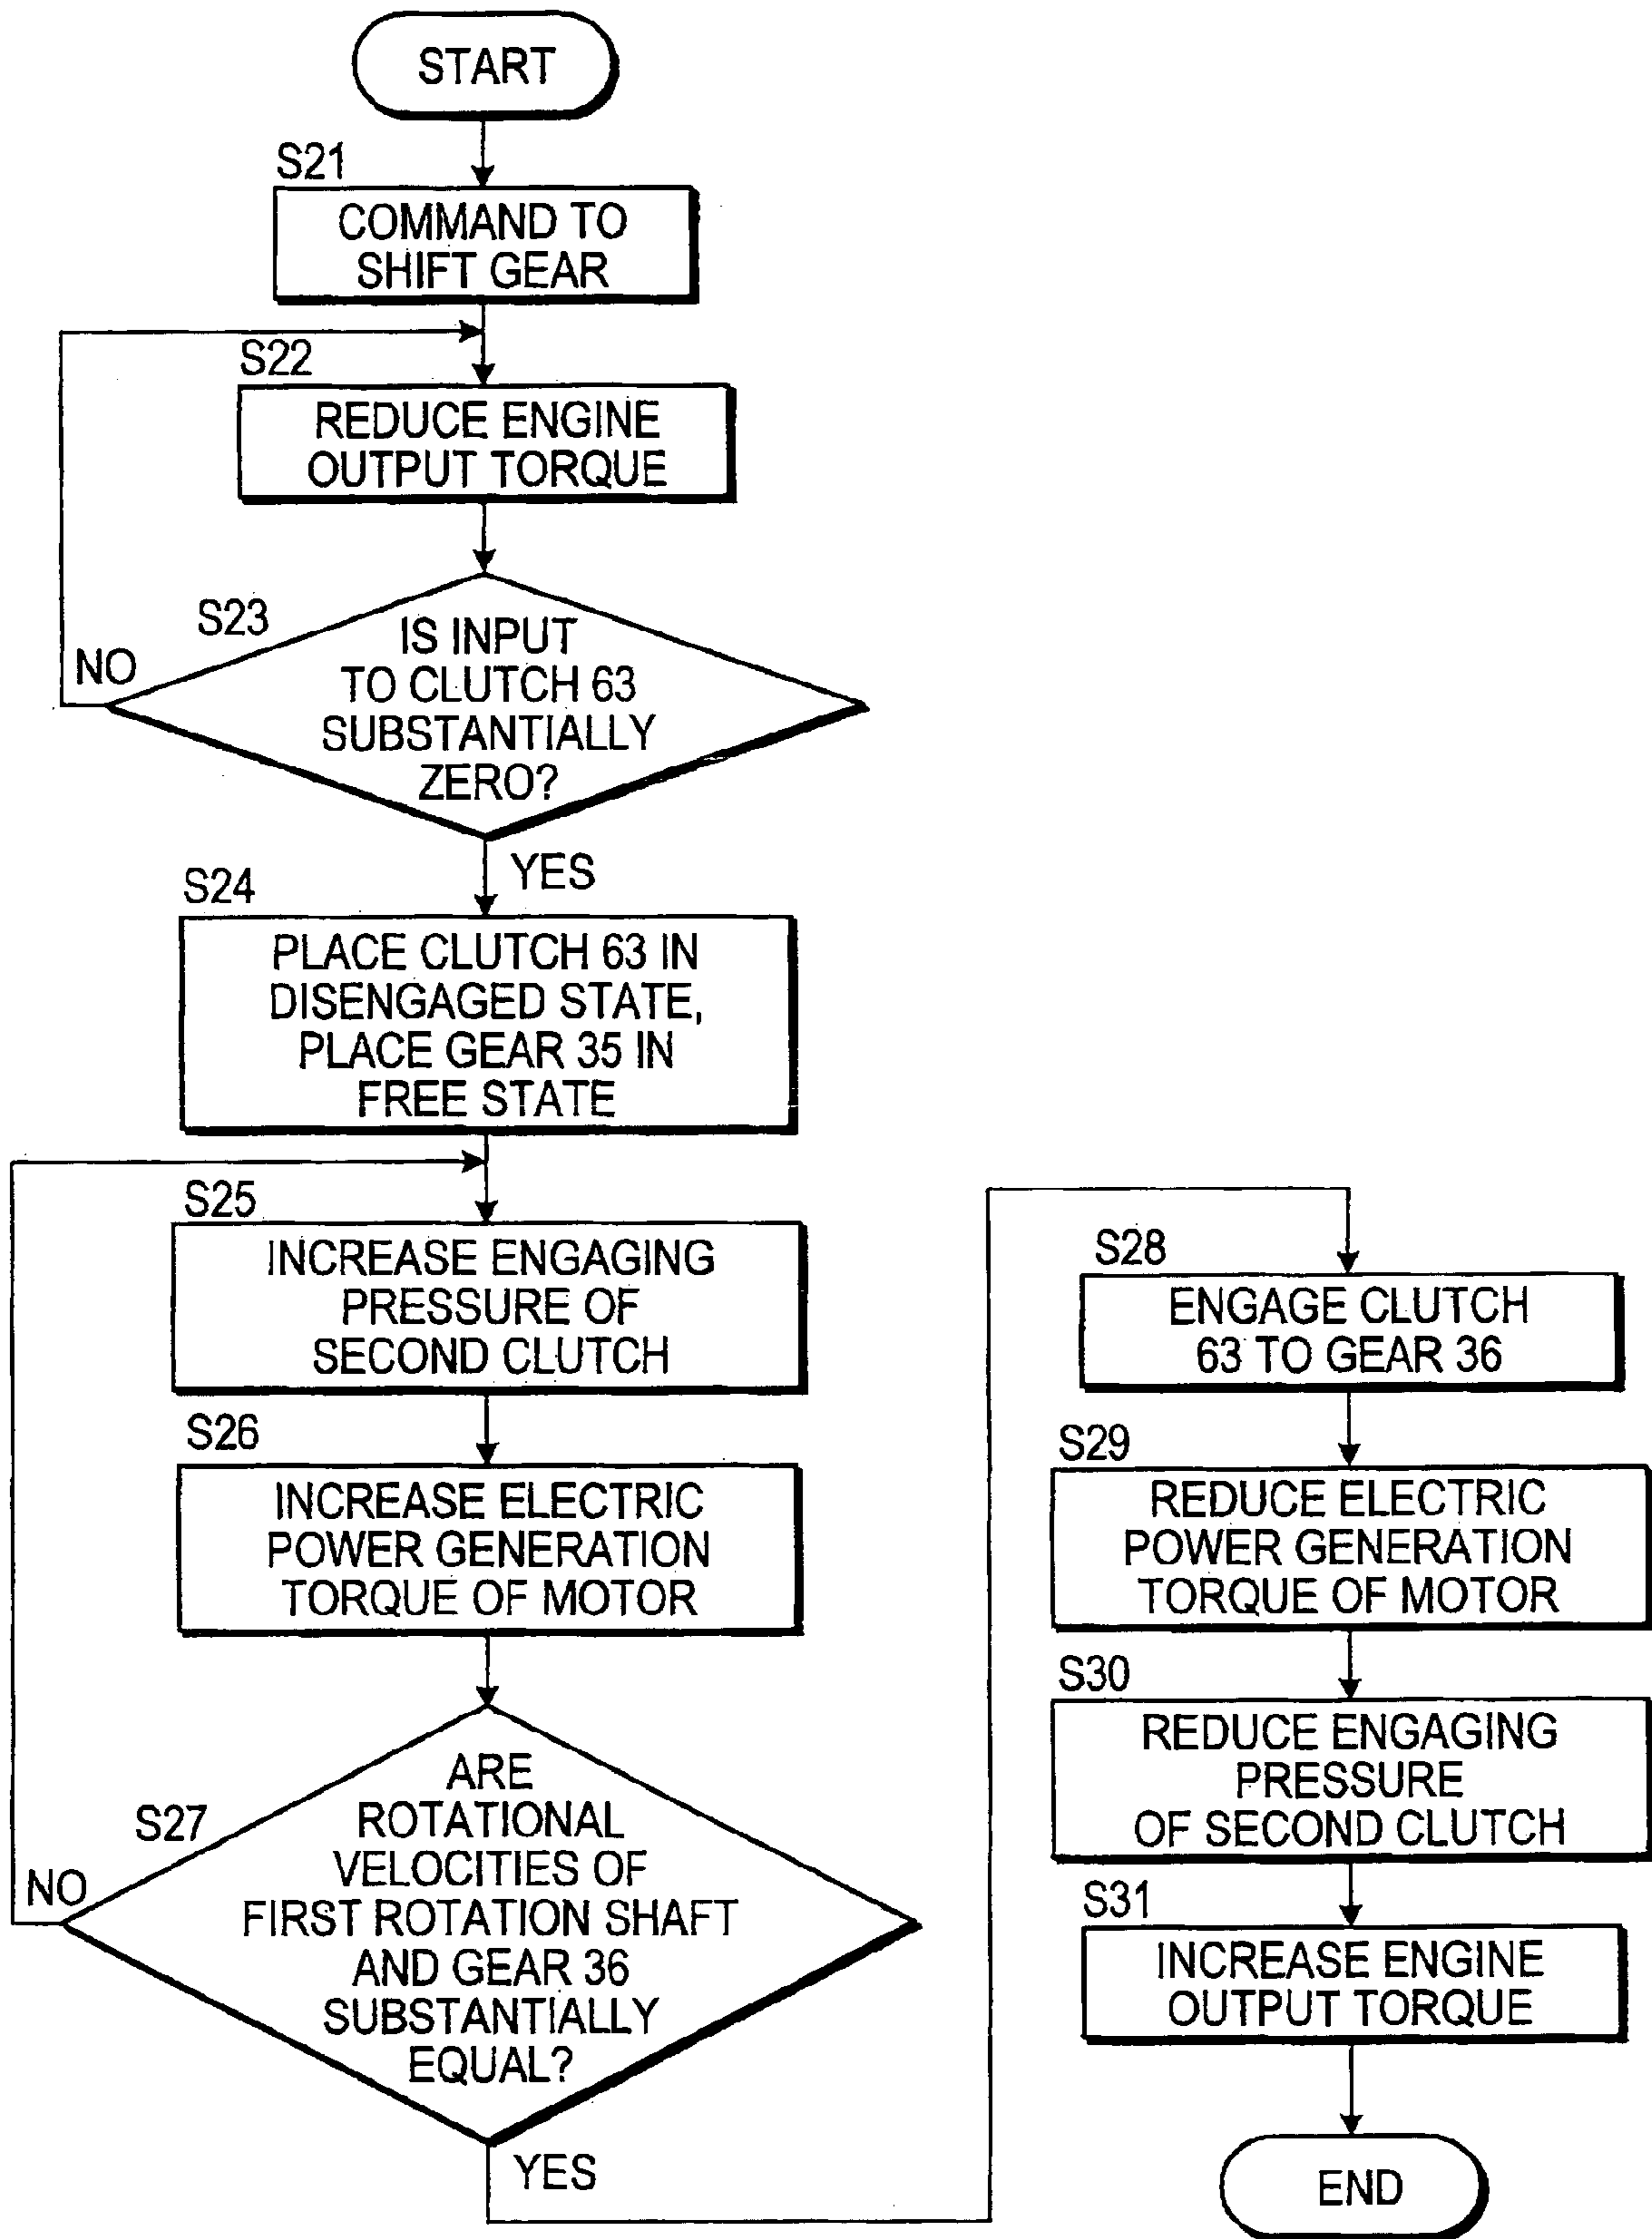 START
S21
COMMAND TO
SHIFT GEAR
S22
REDUCE ENGINE
OUTPUT TORQUE
S23
IS INPUT
TO CLUTCH 63
SUBSTANTIALLY
ZERO?
NO
YES
S24
PLACE CLUTCH 63 IN
DISENGAGED STATE,
PLACE GEAR 35 IN
FREE STATE
S25
INCREASE ENGAGING
PRESSURE OF
SECOND CLUTCH
S26
INCREASE ELECTRIC
POWER GENERATION
TORQUE OF MOTOR
S27
ARE
ROTATIONAL
VELOCITIES OF
FIRST ROTATION SHAFT
AND GEAR 36
SUBSTANTIALLY
EQUAL?
NO
YES
S28
ENGAGE CLUTCH
63 TO GEAR 36
S29
REDUCE ELECTRIC
POWER GENERATION
TORQUE OF MOTOR
S30
REDUCE ENGAGING
PRESSURE
OF SECOND CLUTCH
S31
INCREASE ENGINE
OUTPUT TORQUE
END